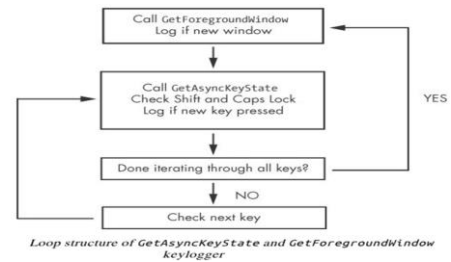 Call GetForegroundWindow
Log if new window
Call GetAsyncKeyState
Check Shift and Caps Lock
Log if new key pressed
YES
Done iterating through all keys?
NO
Check next key
Loop structure of GetAsyncKeyState and GetForegroundWindow
keylogger